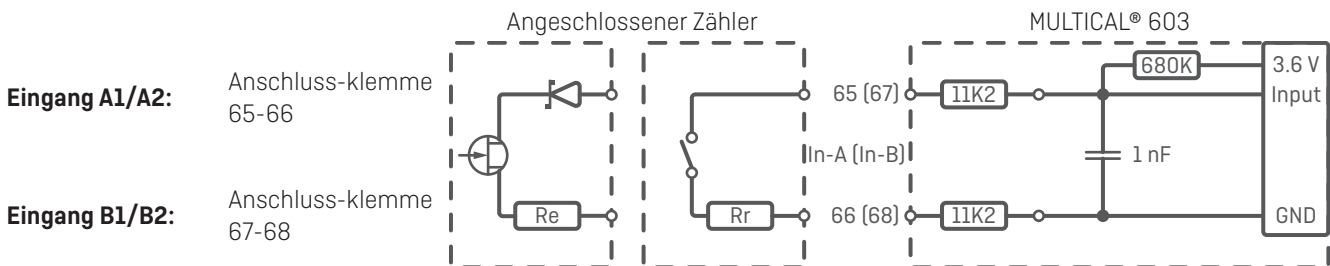 Angeschlossener Zähler
MULTICAL® 603
Eingang A1/A2:
Anschluss-klemme
65-66
65 (67)
11K2
680K
3.6 V
Input
In-A (In-B)
1 nF
Eingang B1/B2:
Anschluss-klemme
67-68
Re
Rr
66 (68)
11K2
GND